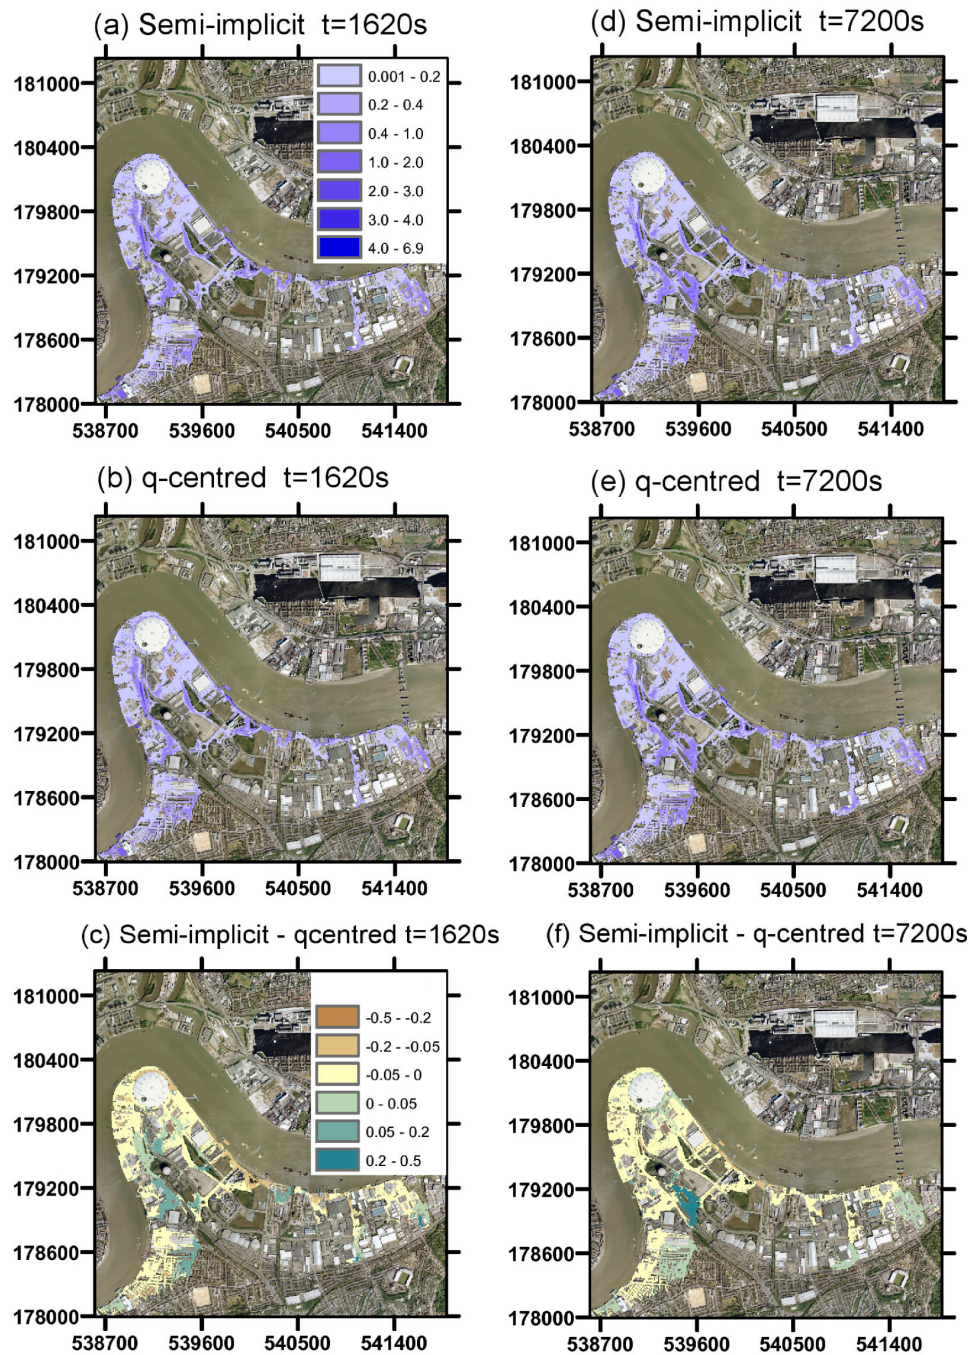 (a) Semi-implicit t=1620s
181000
180400
179800
179200
178600
178000
538700 539600 540500 541400
0.001 - 0.2
0.2 - 0.4
0.4 - 1.0
1.0 - 2.0
2.0 - 3.0
3.0 - 4.0
4.0 - 6.9
(d) Semi-implicit t=7200s
181000
180400
179800
179200
178600
178000
538700 539600 540500 541400
(b) q-centred t=1620s
181000
180400
179800
179200
178600
178000
538700 539600 540500 541400
(e) q-centred t=7200s
181000
180400
179800
179200
178600
178000
538700 539600 540500 541400
(c) Semi-implicit - qcentred t=1620s
181000
180400
179800
179200
178600
178000
538700 539600 540500 541400
-0.5 - -0.2
-0.2 - -0.05
-0.05 - 0
0 - 0.05
0.05 - 0.2
0.2 - 0.5
(f) Semi-implicit - q-centred t=7200s
181000
180400
179800
179200
178600
178000
538700 539600 540500 541400